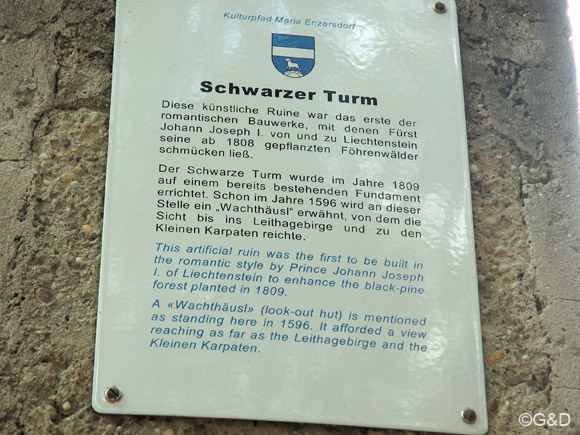 Kulturpfad Maria Enzersdorf
Schwarzer Turm
Diese künstliche Ruine war das erste der
romantischen Bauwerke, mit denen Fürst
Johann Joseph I. von und zu Liechtenstein
seine ab 1808 gepflanzten Föhrenwälder
schmücken ließ.
Der Schwarze Turm wurde im Jahre 1809
auf einem bereits bestehenden Fundament
errichtet. Schon im Jahre 1596 wird an dieser
Stelle ein „Wachthäusl“ erwähnt, von dem die
Sicht bis ins Leithagebirge und zu den
Kleinen Karpaten reichte.
This artificial ruin was the first to be built in
the romantic style by Prince Johann Joseph
I. of Liechtenstein to enhance the black-pine
forest planted in 1809.
A «Wachthäusl» (look-out hut) is mentioned
as standing here in 1596. It afforded a view
reaching as far as the Leithagebirge and the
Kleinen Karpaten.
©G&D